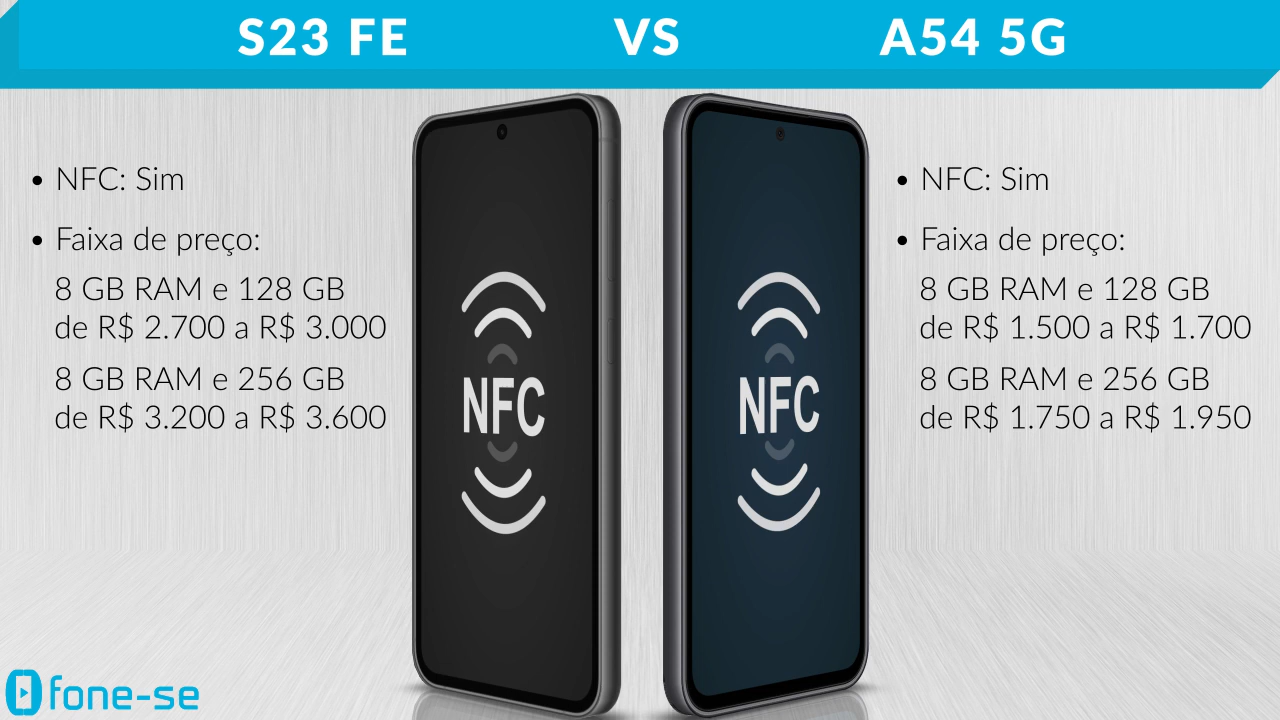 S23 FE VS A54 5G
• NFC: Sim
• Faixa de preço:
8 GB RAM e 128 GB
de R$ 2.700 a R$ 3.000
8 GB RAM e 256 GB
de R$ 3.200 a R$ 3.600
NFC
NFC
• NFC: Sim
• Faixa de preço:
8 GB RAM e 128 GB
de R$ 1.500 a R$ 1.700
8 GB RAM e 256 GB
de R$ 1.750 a R$ 1.950
fone-se